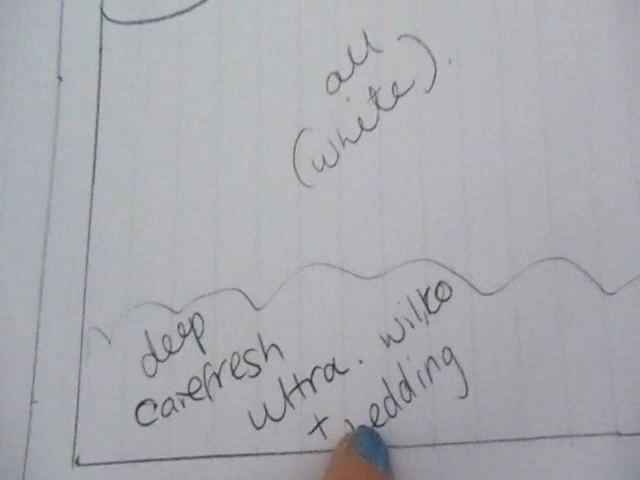 all
(white).
deep
carefresh
ultra. wilko
+ bedding